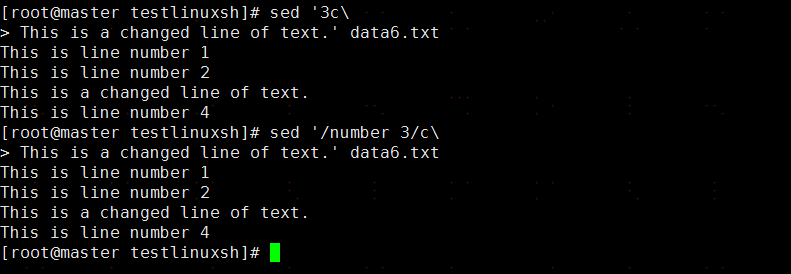 [root@master testlinuxsh]# sed '3c\
> This is a changed line of text.' data6.txt
This is line number 1
This is line number 2
This is a changed line of text.
This is line number 4
[root@master testlinuxsh]# sed '/number 3/c\
> This is a changed line of text.' data6.txt
This is line number 1
This is line number 2
This is a changed line of text.
This is line number 4
[root@master testlinuxsh]#